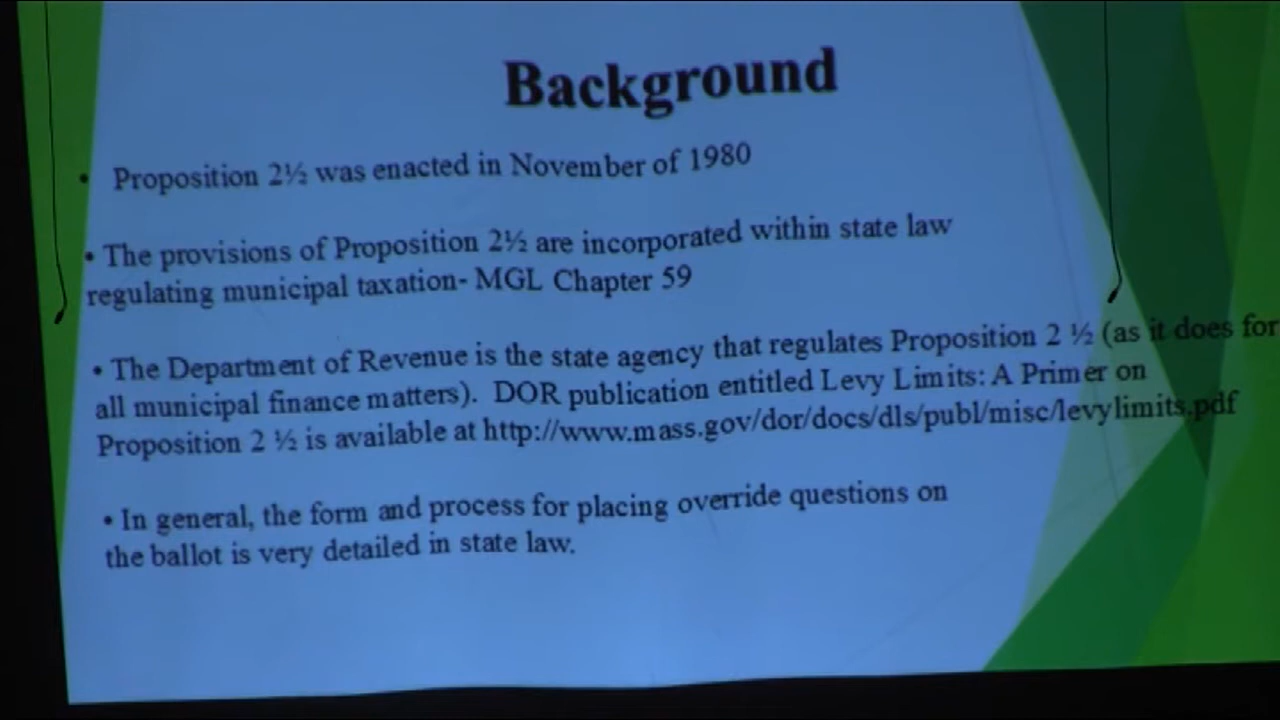 Background
• Proposition 2½ was enacted in November of 1980
• The provisions of Proposition 2½ are incorporated within state law
regulating municipal taxation- MGL Chapter 59
• The Department of Revenue is the state agency that regulates Proposition 2 ½ (as it does for
all municipal finance matters). DOR publication entitled Levy Limits: A Primer on
Proposition 2 ½ is available at http://www.mass.gov/dor/docs/dls/publ/misc/levylimits.pdf
• In general, the form and process for placing override questions on
the ballot is very detailed in state law.